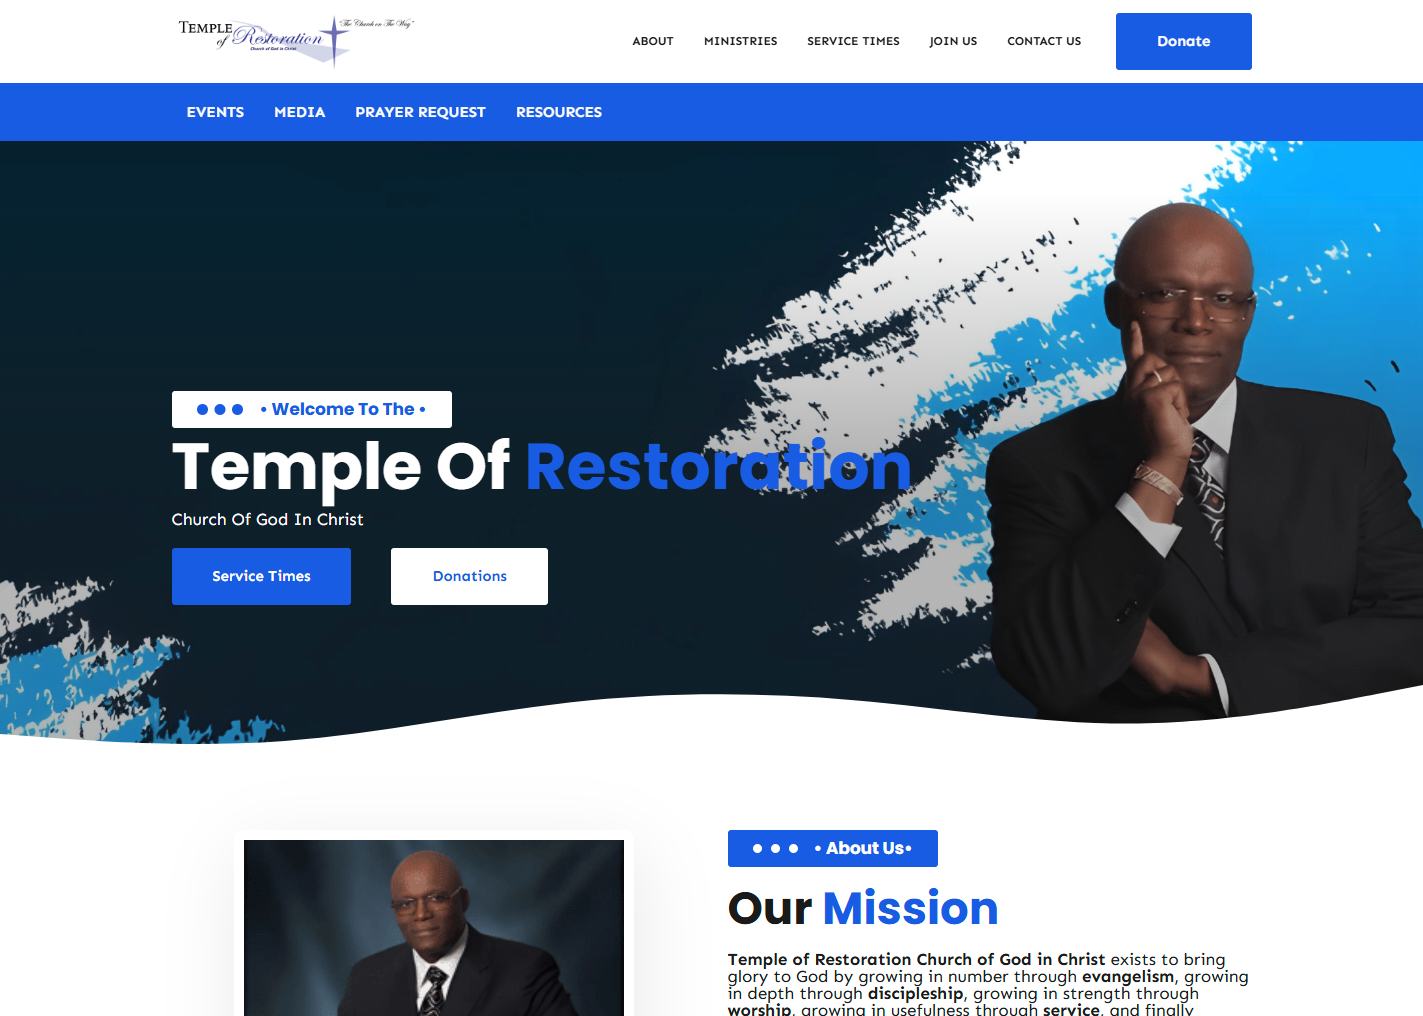 TEMPLE
of Restoration
Church of God in Christ
"The Church on The Way"
ABOUT MINISTRIES SERVICE TIMES JOIN US CONTACT US Donate
EVENTS MEDIA PRAYER REQUEST RESOURCES
• Welcome To The •
Temple Of Restoration
Church Of God In Christ
Service Times Donations
• About Us•
Our Mission
Temple of Restoration Church of God in Christ exists to bring
glory to God by growing in number through evangelism, growing
in depth through discipleship, growing in strength through
worship, growing in usefulness through service, and finally